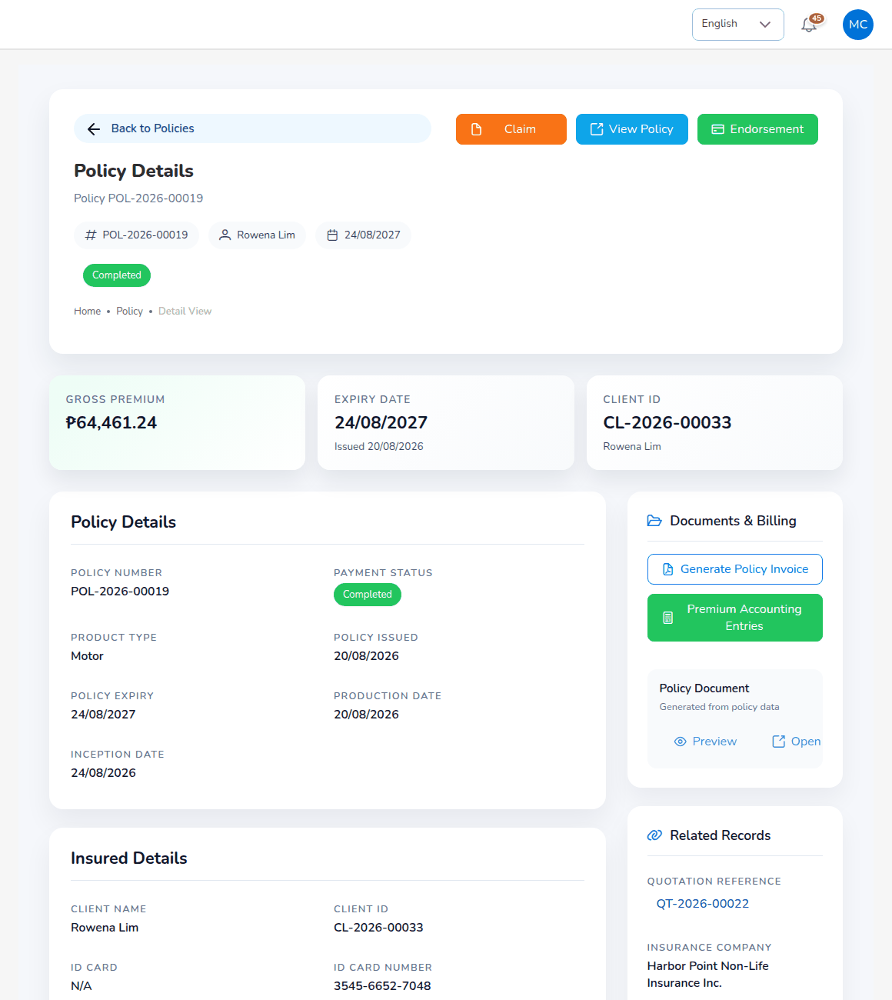 English
45
MC
Back to Policies
Claim
View Policy
Endorsement
Policy Details
Policy POL-2026-00019
POL-2026-00019
Rowena Lim
24/08/2027
Completed
Home • Policy • Detail View
GROSS PREMIUM
₱64,461.24
EXPIRY DATE
24/08/2027
Issued 20/08/2026
CLIENT ID
CL-2026-00033
Rowena Lim
Policy Details
POLICY NUMBER
POL-2026-00019
PAYMENT STATUS
Completed
PRODUCT TYPE
Motor
POLICY ISSUED
20/08/2026
POLICY EXPIRY
24/08/2027
PRODUCTION DATE
20/08/2026
INCEPTION DATE
24/08/2026
Insured Details
CLIENT NAME
Rowena Lim
CLIENT ID
CL-2026-00033
ID CARD
N/A
ID CARD NUMBER
3545-6652-7048
Documents & Billing
Generate Policy Invoice
Premium Accounting
Entries
Policy Document
Generated from policy data
Preview
Open
Related Records
QUOTATION REFERENCE
QT-2026-00022
INSURANCE COMPANY
Harbor Point Non-Life
Insurance Inc.